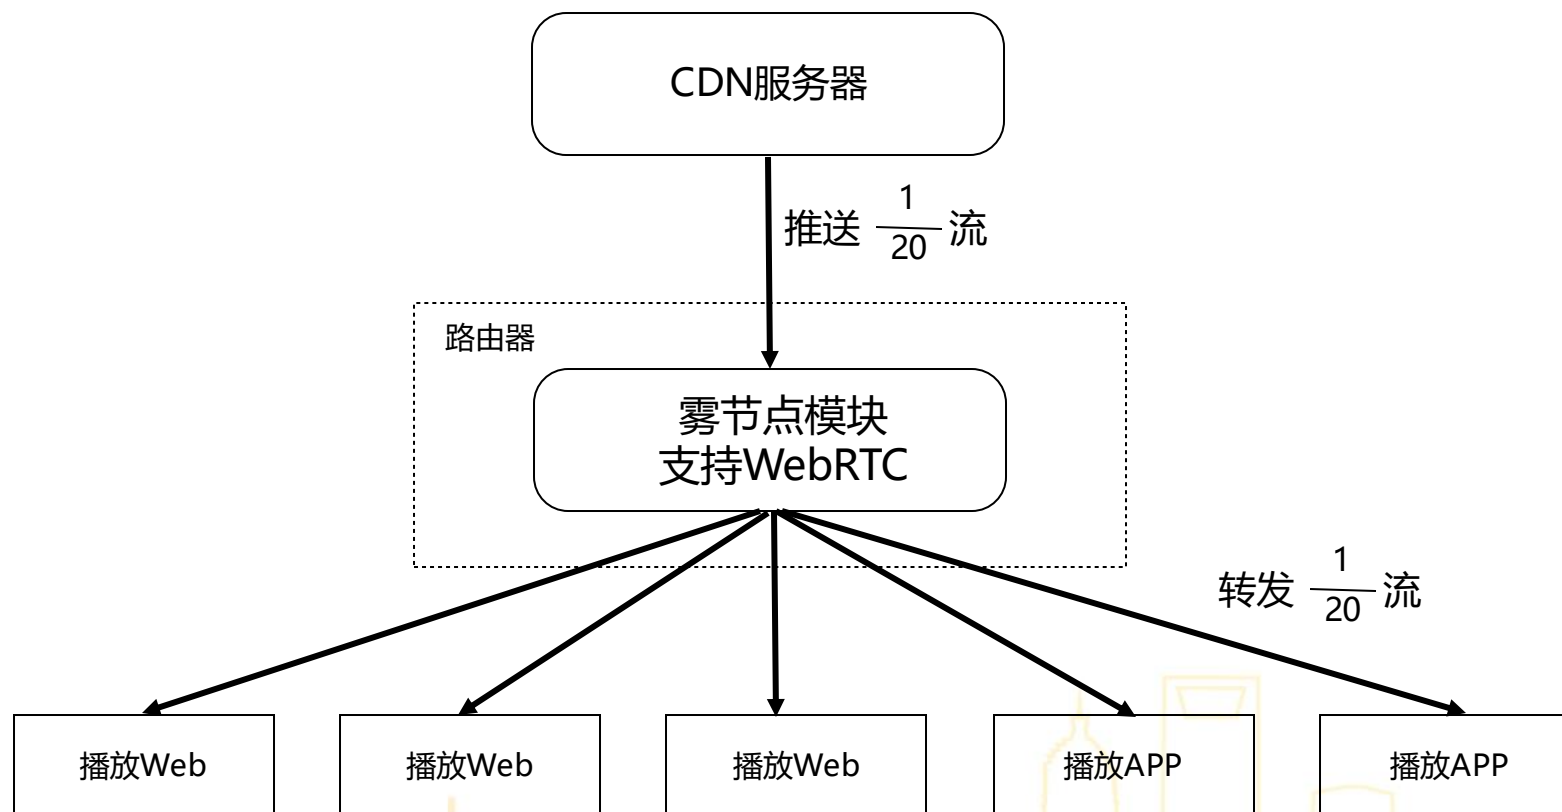 CDN服务器
推送 1/20 流
路由器
雾节点模块
支持WebRTC
转发 1/20 流
播放Web
播放Web
播放Web
播放APP
播放APP